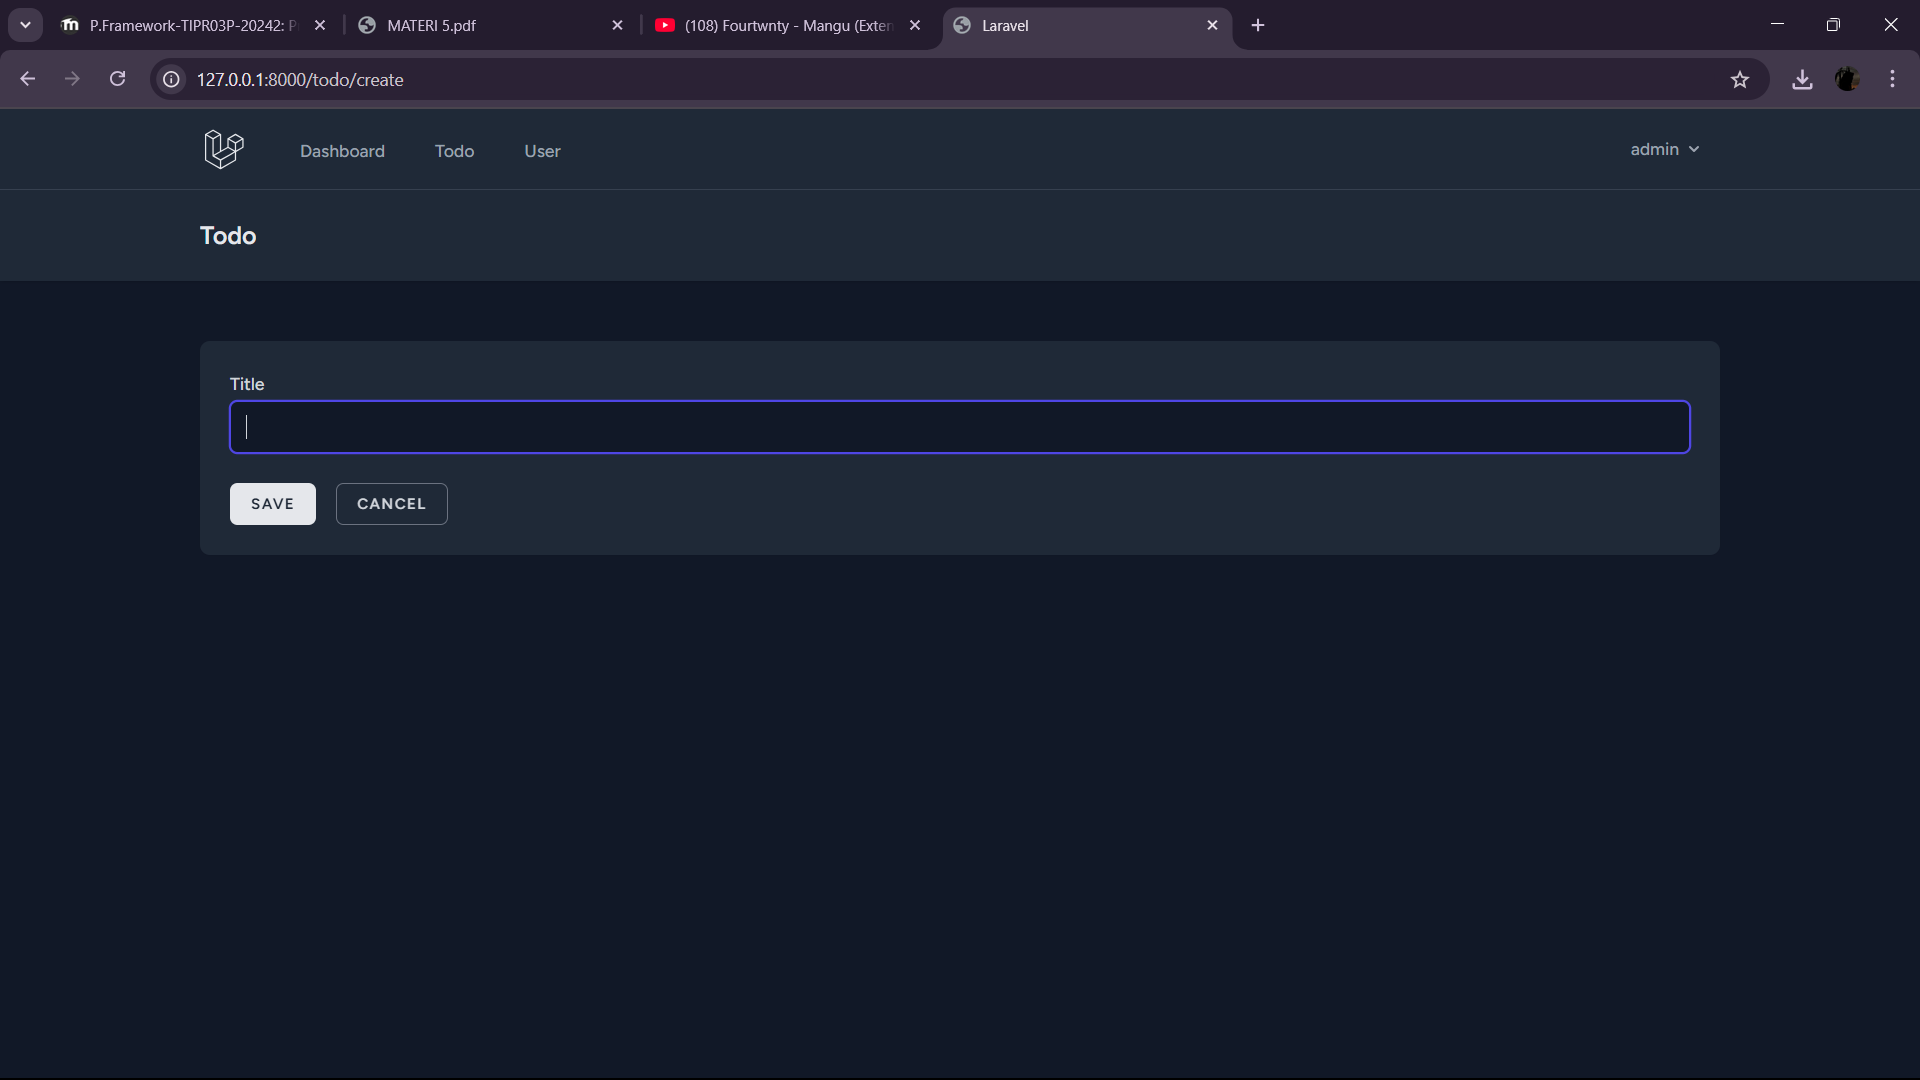 P.Framework-TIPR03P-20242: P
MATERI 5.pdf
(108) Fourtwnty - Mangu (Exten
Laravel
127.0.0.1:8000/todo/create
Dashboard
Todo
User
admin
Todo
Title
SAVE
CANCEL